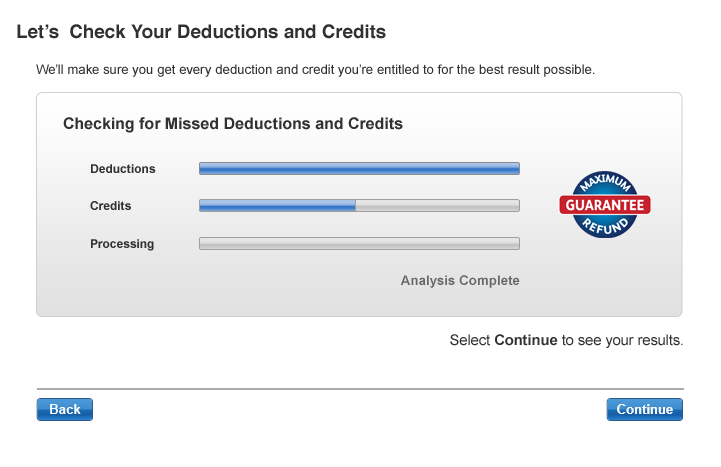 Let's  Check Your Deductions and Credits
We'll make sure you get every deduction and credit you're entitled to for the best result possible.
Checking for Missed Deductions and Credits
Deductions
Credits
Processing
MAXIMUM
GUARANTEE
REFUND
Analysis Complete
Select Continue to see your results.
Back
Continue